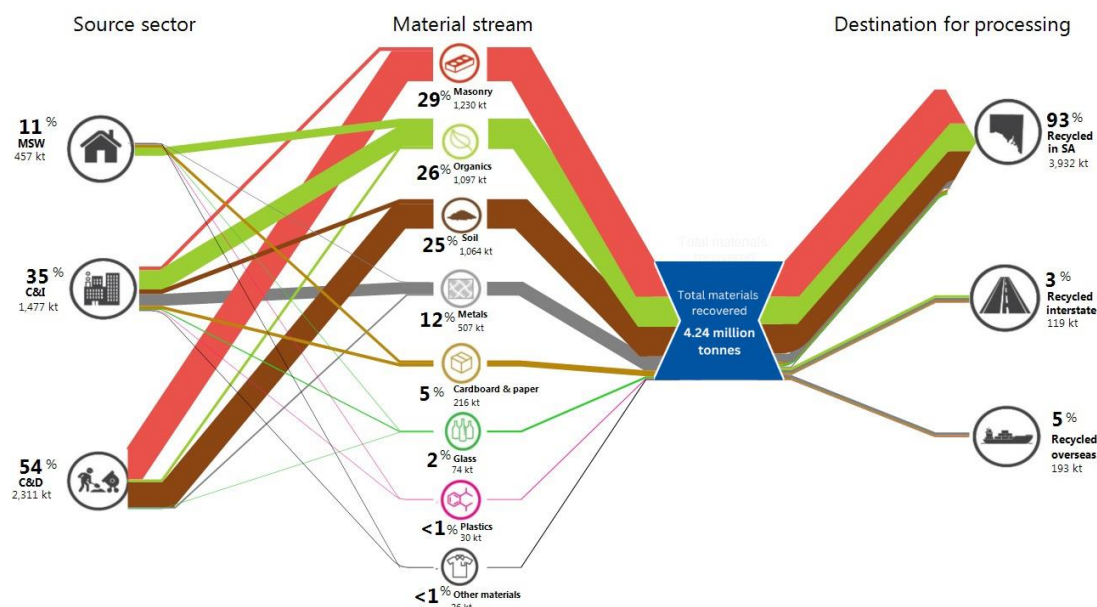 Source sector
Material stream
Destination for processing
11 %
MSW
457 kt
35 %
C&I
1,477 kt
54 %
C&D
2,311 kt
29% Masonry
1,230 kt
26% Organics
1,097 kt
25% Soil
1,064 kt
12% Metals
507 kt
5 % Cardboard & paper
216 kt
2% Glass
74 kt
<1% Plastics
30 kt
<1% Other materials
26 kt
Total materials
Total materials
recovered
4.24 million
tonnes
93 %
Recycled
in SA
3,932 kt
3 %
Recycled
interstate
119 kt
5 %
Recycled
overseas
193 kt